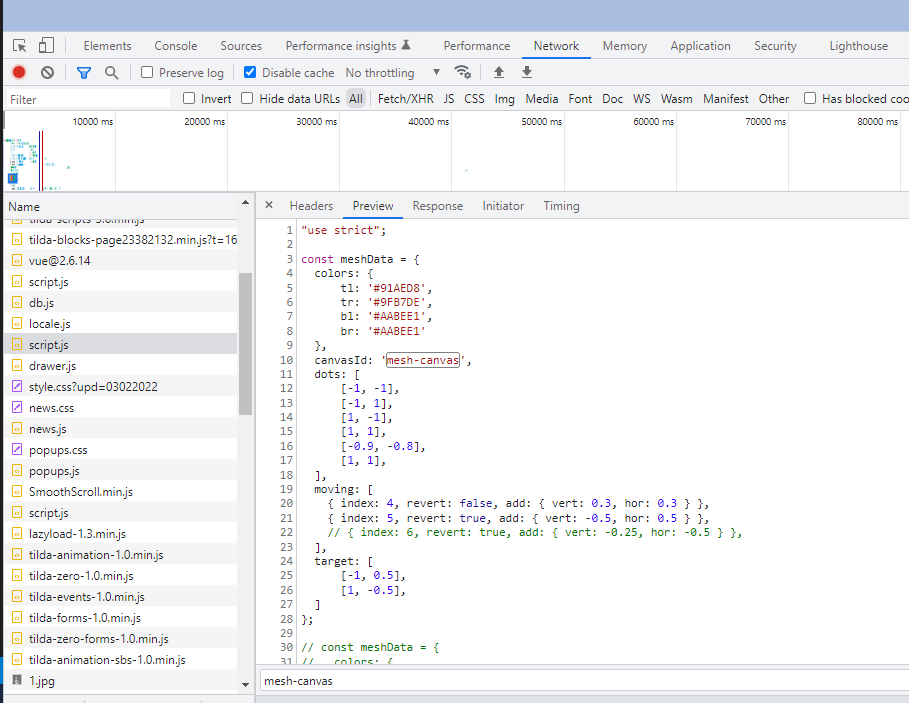 Elements Console Sources Performance insights Performance Network Memory Application Security Lighthouse
Preserve log Disable cache No throttling
Filter Invert Hide data URLs All Fetch/XHR JS CSS Img Media Font Doc WS Wasm Manifest Other Has blocked coo
10000 ms 20000 ms 30000 ms 40000 ms 50000 ms 60000 ms 70000 ms 80000 ms
Name
tilda-scripts-3.0.min.js
tilda-blocks-page23382132.min.js?t=16
vue@2.6.14
script.js
db.js
locale.js
script.js
drawer.js
style.css?upd=03022022
news.css
news.js
popups.css
popups.js
SmoothScroll.min.js
script.js
lazyload-1.3.min.js
tilda-animation-1.0.min.js
tilda-zero-1.0.min.js
tilda-events-1.0.min.js
tilda-forms-1.0.min.js
tilda-zero-forms-1.0.min.js
tilda-animation-sbs-1.0.min.js
1.jpg
× Headers Preview Response Initiator Timing
1 "use strict";
2
3 const meshData = {
4 colors: {
5 tl: '#91AED8',
6 tr: '#9FB7DE',
7 bl: '#AABEE1',
8 br: '#AABEE1'
9 },
10 canvasId: 'mesh-canvas',
11 dots: [
12 [-1, -1],
13 [-1, 1],
14 [1, -1],
15 [1, 1],
16 [-0.9, -0.8],
17 [1, 1],
18 ],
19 moving: [
20 { index: 4, revert: false, add: { vert: 0.3, hor: 0.3 } },
21 { index: 5, revert: true, add: { vert: -0.5, hor: 0.5 } },
22 // { index: 6, revert: true, add: { vert: -0.25, hor: -0.5 } },
23 ],
24 target: [
25 [-1, 0.5],
26 [1, -0.5],
27 ]
28 };
29
30 // const meshData = {
31 // colors: {
mesh-canvas